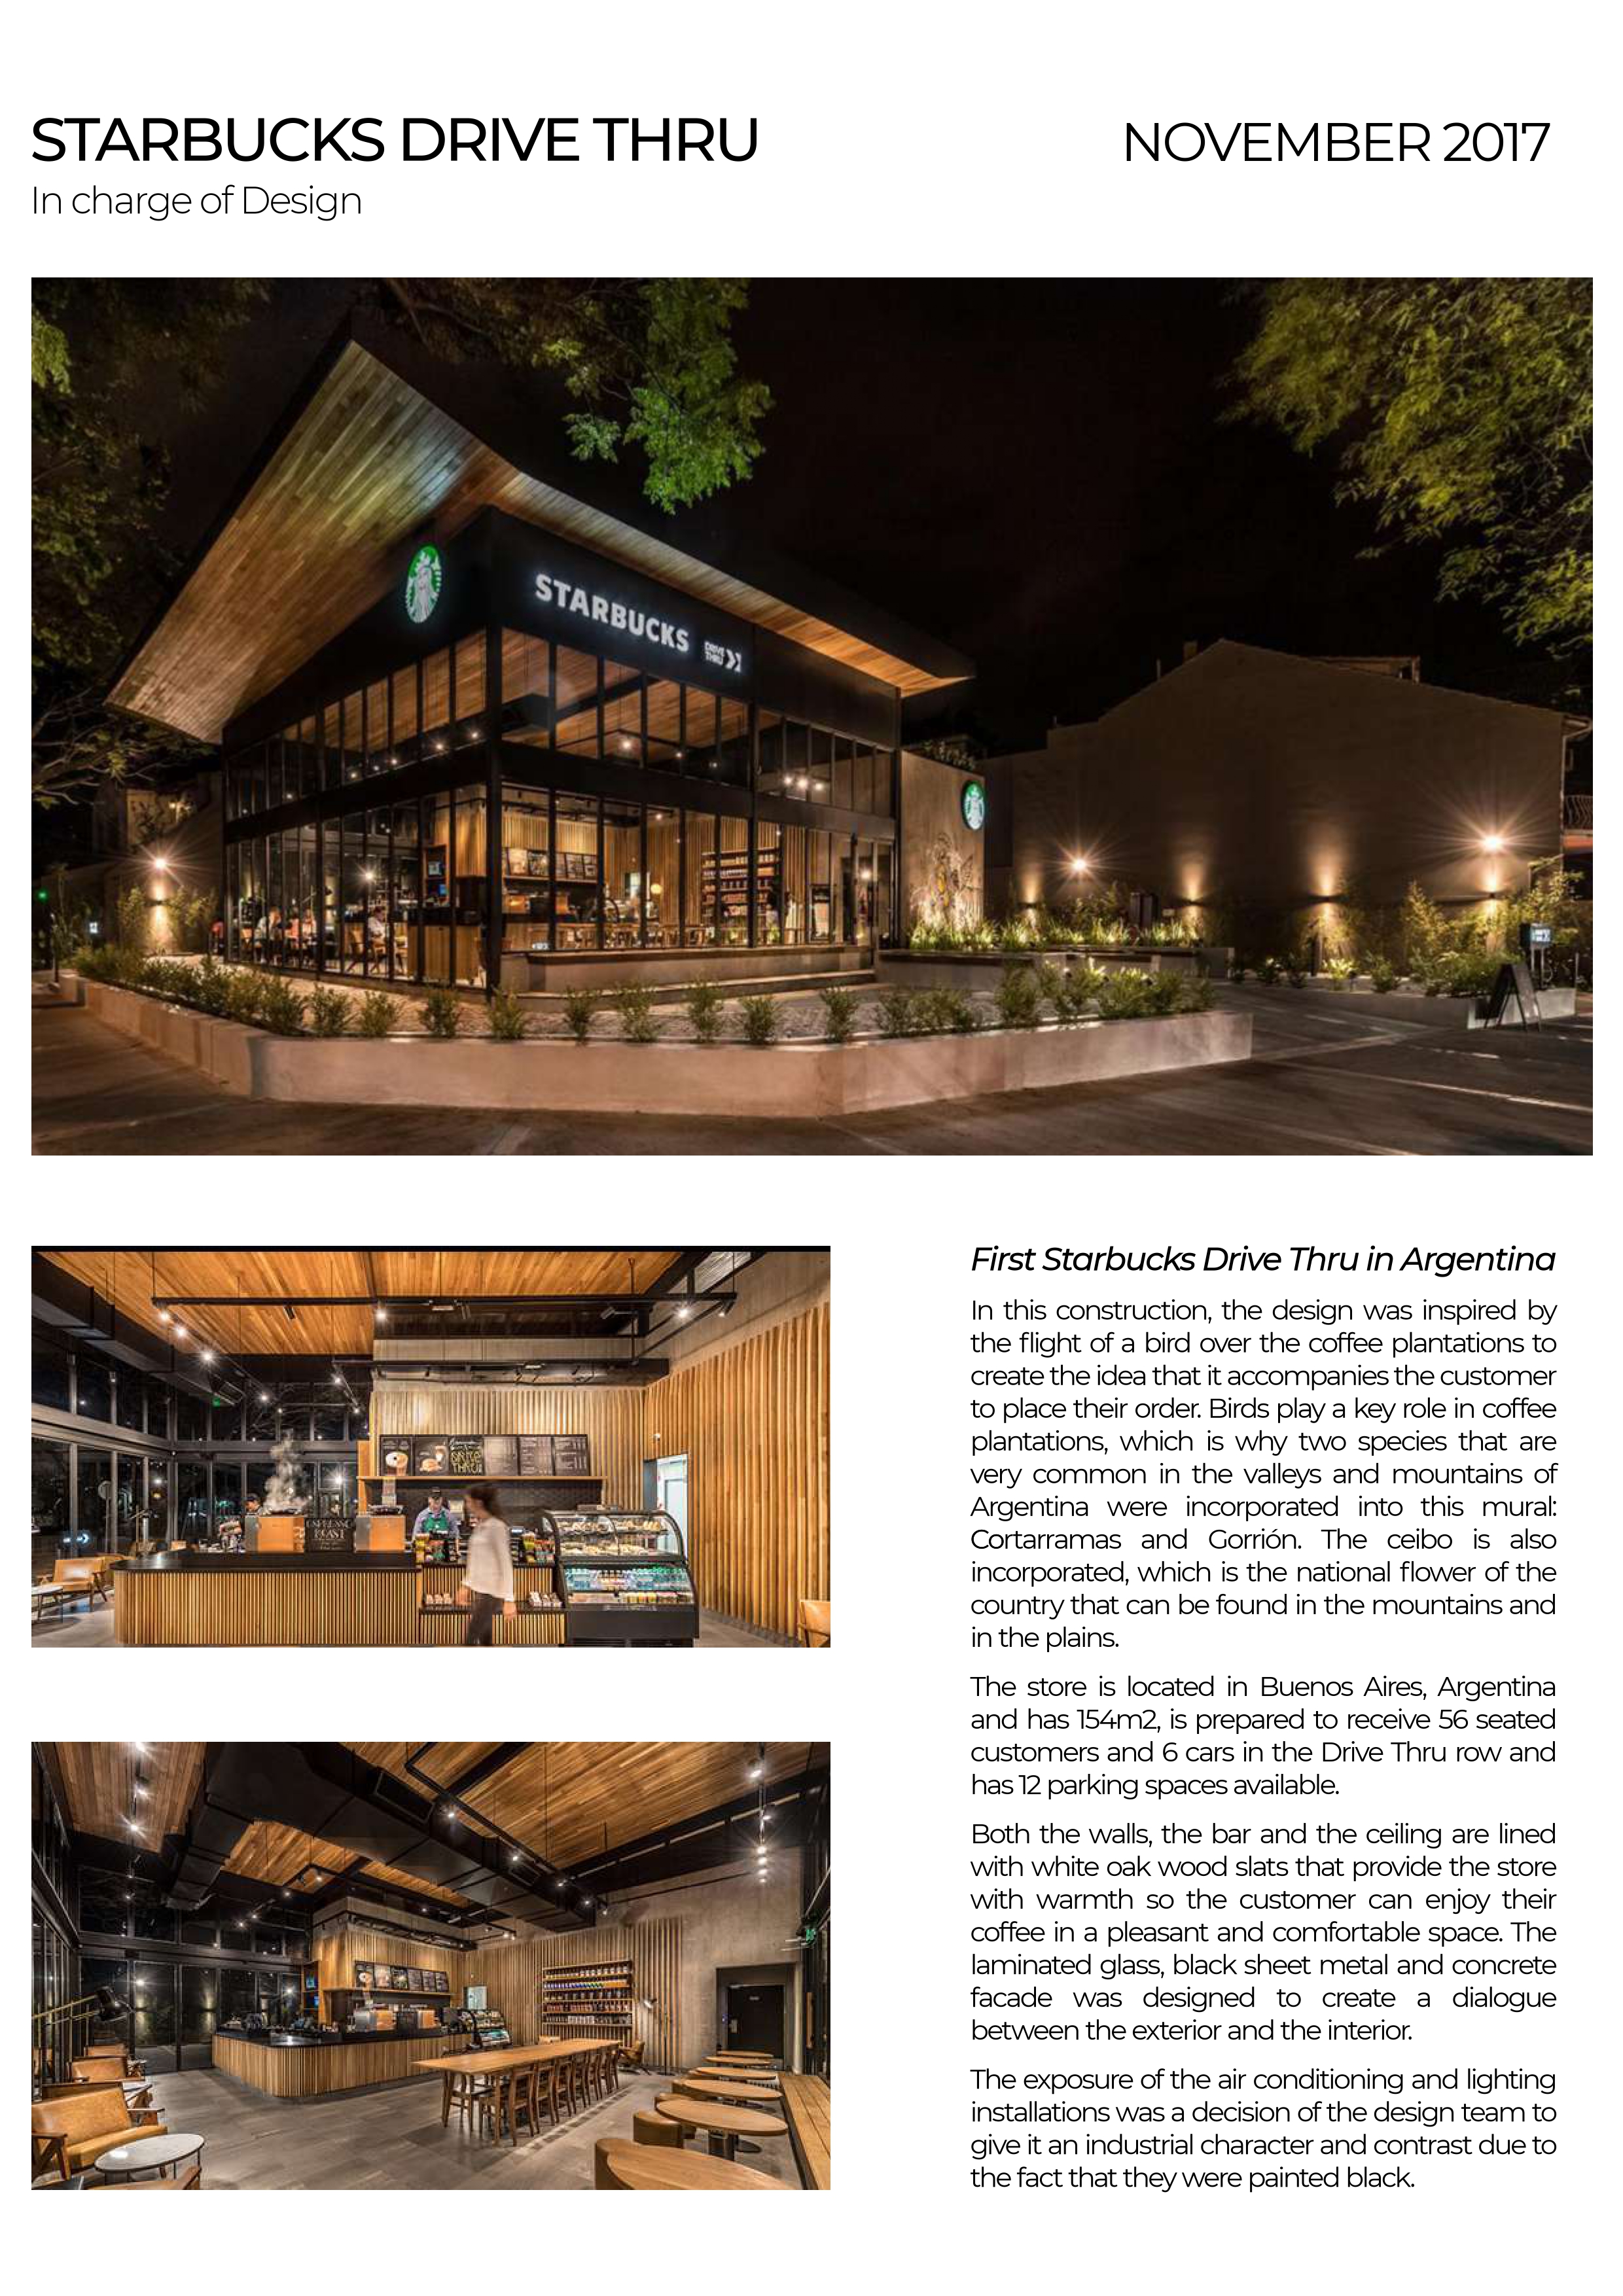 STARBUCKS DRIVE THRU
NOVEMBER 2017
In charge of Design
STARBUCKS
DRIVE
THRU
DRIVE
THRU
ESPRESSO
ROAST
First Starbucks Drive Thru in Argentina
In this construction, the design was inspired by
the flight of a bird over the coffee plantations to
create the idea that it accompanies the customer
to place their order. Birds play a key role in coffee
plantations, which is why two species that are
very common in the valleys and mountains of
Argentina were incorporated into this mural:
Cortarramas and Gorrión. The ceibo is also
incorporated, which is the national flower of the
country that can be found in the mountains and
in the plains.
The store is located in Buenos Aires, Argentina
and has 154m2, is prepared to receive 56 seated
customers and 6 cars in the Drive Thru row and
has 12 parking spaces available.
Both the walls, the bar and the ceiling are lined
with white oak wood slats that provide the store
with warmth so the customer can enjoy their
coffee in a pleasant and comfortable space. The
laminated glass, black sheet metal and concrete
facade was designed to create a dialogue
between the exterior and the interior.
The exposure of the air conditioning and lighting
installations was a decision of the design team to
give it an industrial character and contrast due to
the fact that they were painted black.